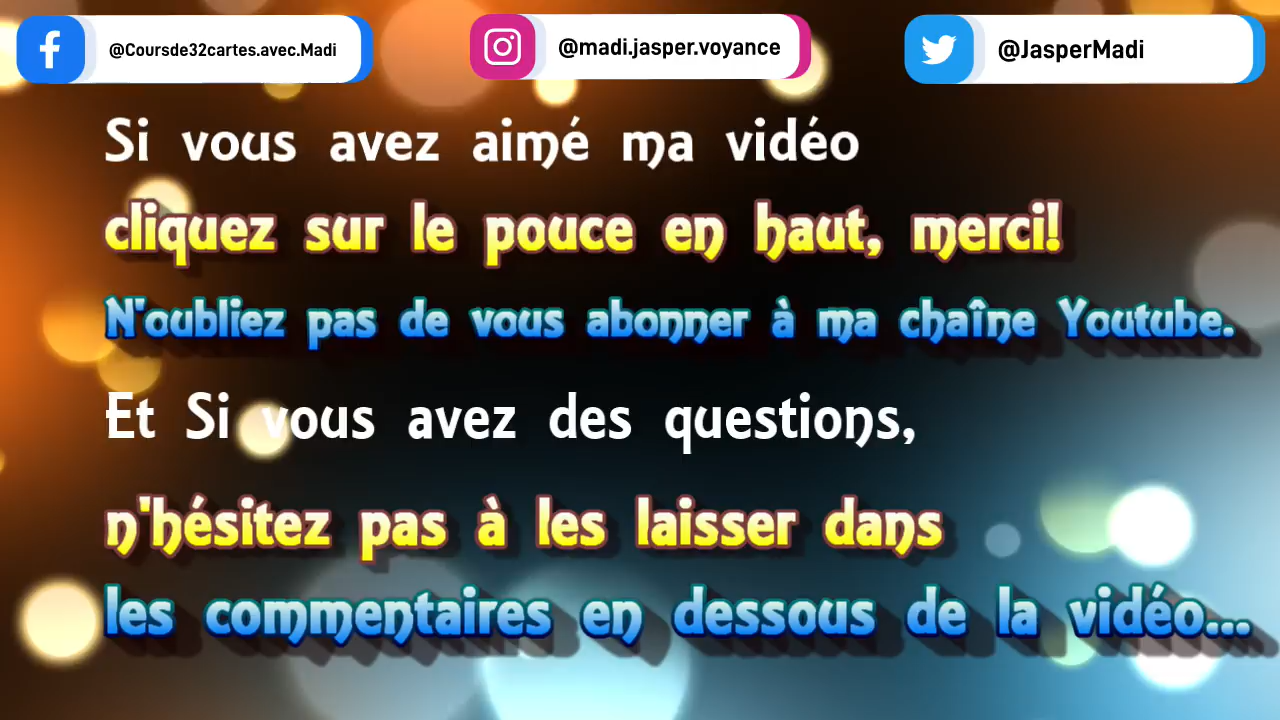 @Coursde32cartes.avec.Madi
@madi.jasper.voyance
@JasperMadi
Si vous avez aimé ma vidéo
cliquez sur le pouce en haut, merci!
N'oubliez pas de vous abonner à ma chaîne Youtube.
Et Si vous avez des questions,
n'hésitez pas à les laisser dans
les commentaires en dessous de la vidéo...